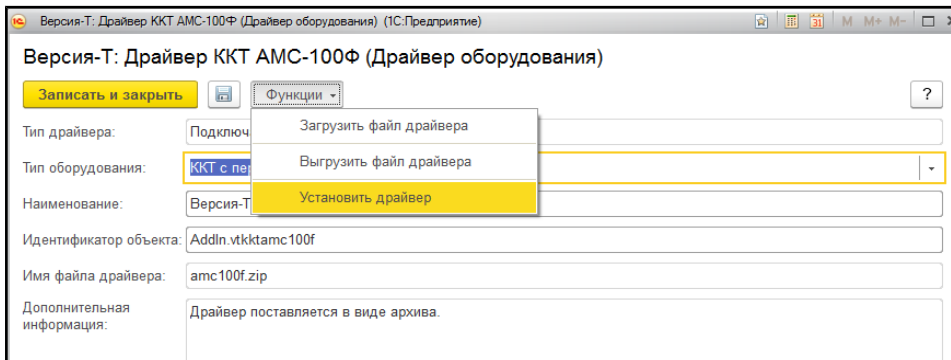 Версия-Т: Драйвер ККТ АМС-100Ф (Драйвер оборудования) (1С:Предприятие) 31 M M+ M-
Версия-Т: Драйвер ККТ АМС-100Ф (Драйвер оборудования)
Записать и закрыть Функции ?
Тип драйвера: Подключ Загрузить файл драйвера
Тип оборудования: ККТ с пер Выгрузить файл драйвера
Наименование: Версия-Т Установить драйвер
Идентификатор объекта: AddIn.vtkktamc100f
Имя файла драйвера: amc100f.zip
Дополнительная Драйвер поставляется в виде архива.
информация: